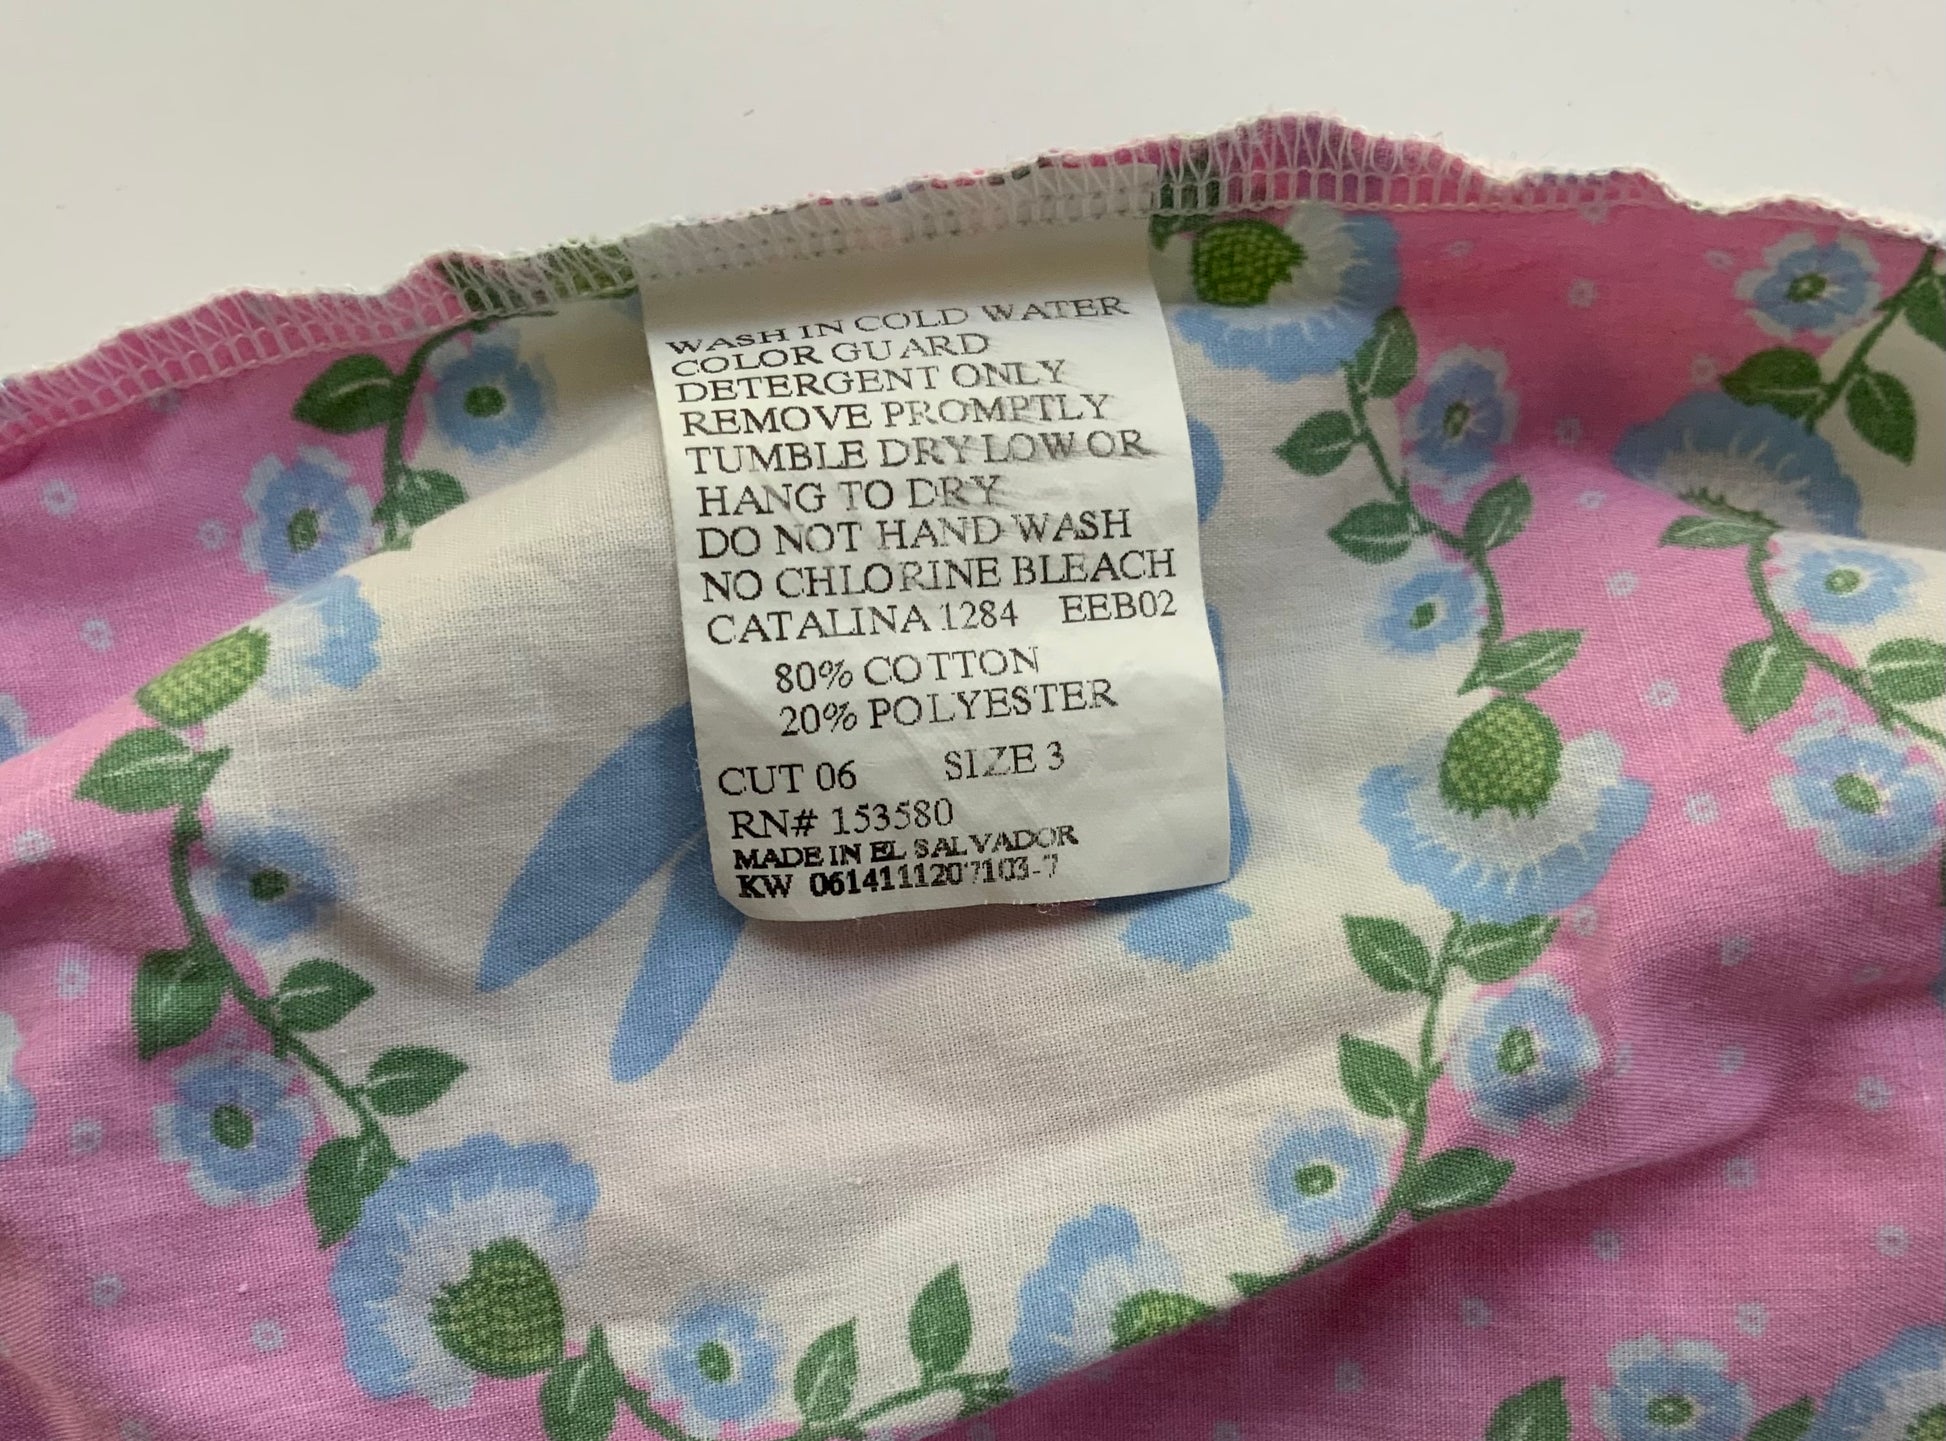 WASH IN COLD WATER
COLOR GUARD
DETERGENT ONLY
REMOVE PROMPTLY
TUMBLE DRY LOW OR
HANG TO DRY
DO NOT HAND WASH
NO CHLORINE BLEACH
CATALINA 1284 EEB02
80% COTTON
20% POLYESTER
CUT 06 SIZE 3
RN# 153580
MADE IN EL SALVADOR
KW 0614111207103-7